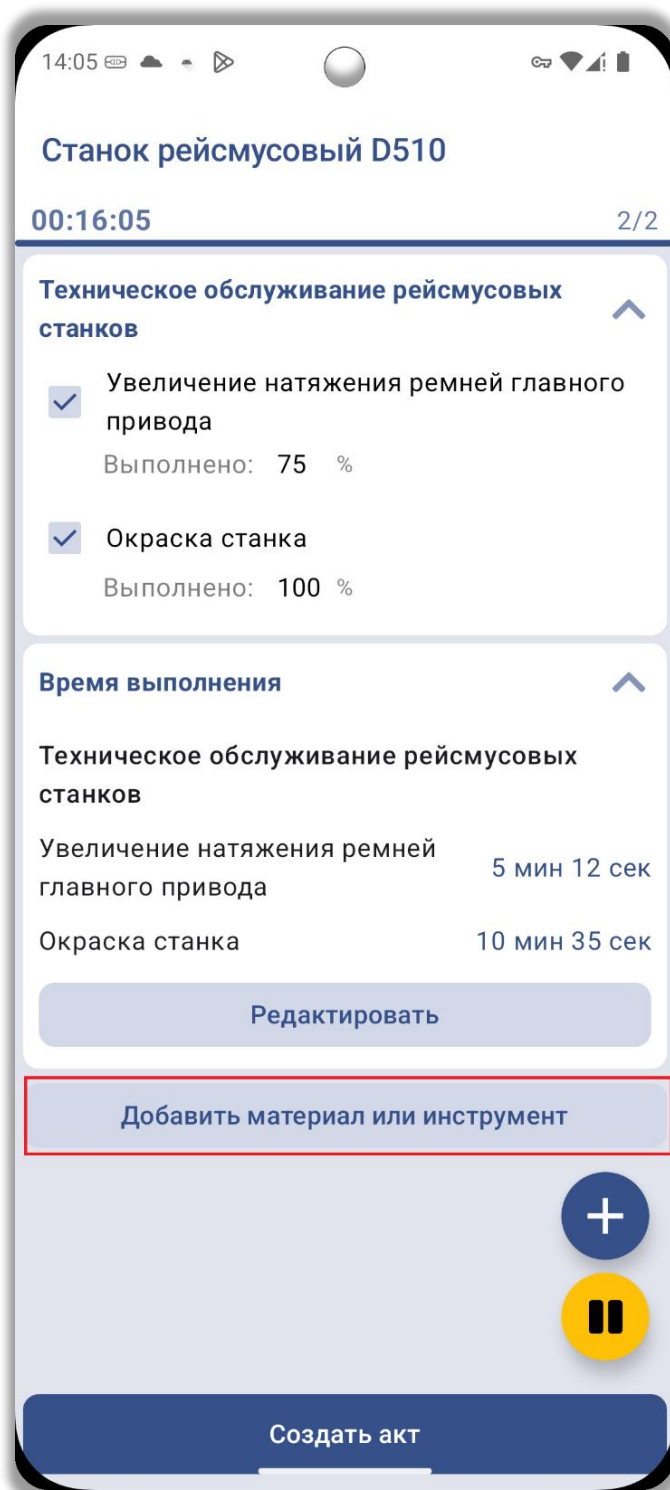 14:05
Станок рейсмусовый D510
00:16:05 2/2
Техническое обслуживание рейсмусовых
станков
Увеличение натяжения ремней главного
привода
Выполнено: 75 %
Окраска станка
Выполнено: 100 %
Время выполнения
Техническое обслуживание рейсмусовых
станков
Увеличение натяжения ремней
главного привода
5 мин 12 сек
Окраска станка 10 мин 35 сек
Редактировать
Добавить материал или инструмент
Создать акт